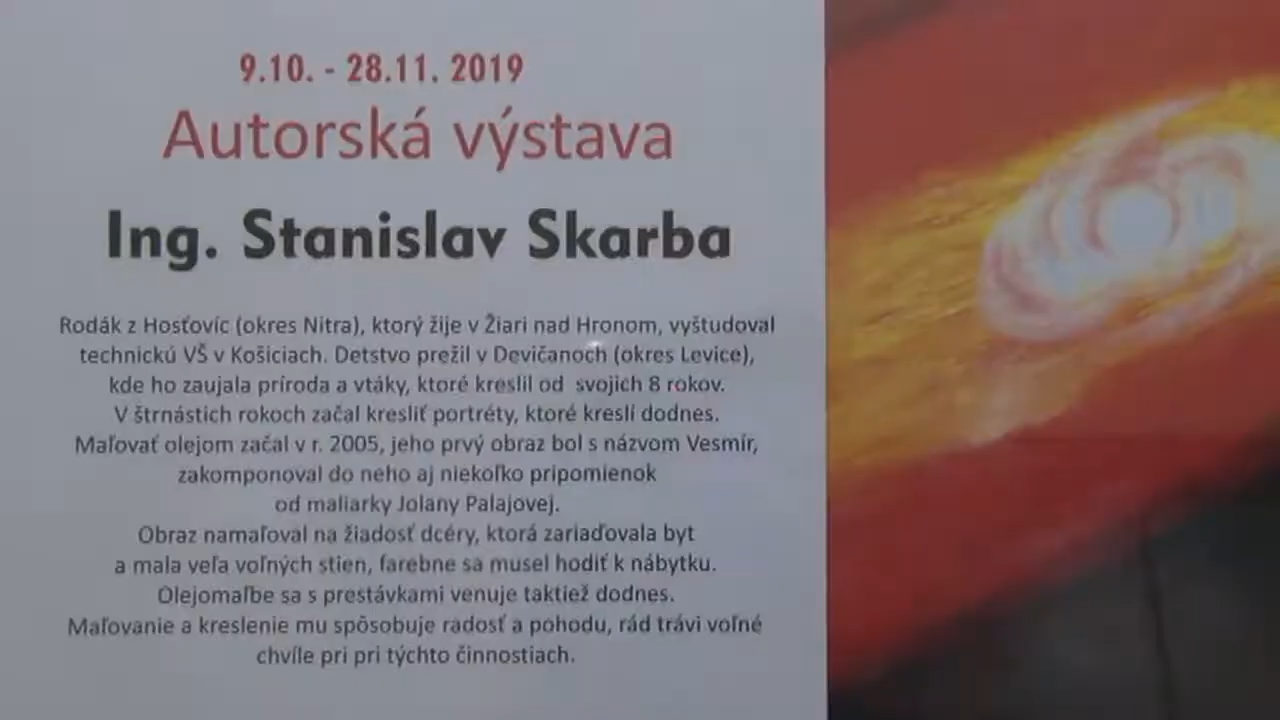 9.10. - 28.11. 2019
Autorská výstava
Ing. Stanislav Skarba
Rodák z Hosťovíc (okres Nitra), ktorý žije v Žiari nad Hronom, vyštudoval
technickú VŠ v Košiciach. Detstvo prežil v Devičanoch (okres Levice),
kde ho zaujala príroda a vtáky, ktoré kreslil od svojich 8 rokov.
V štrnástich rokoch začal kresliť portréty, ktoré kreslí dodnes.
Maľovať olejom začal v r. 2005, jeho prvý obraz bol s názvom Vesmír,
zakomponoval do neho aj niekoľko pripomienok
od maliarky Jolany Palajovej.
Obraz namaľoval na žiadosť dcéry, ktorá zariaďovala byt
a mala veľa voľných stien, farebne sa musel hodiť k nábytku.
Olejomaľbe sa s prestávkami venuje taktiež dodnes.
Maľovanie a kreslenie mu spôsobuje radosť a pohodu, rád trávi voľné
chvíle pri pri týchto činnostiach.